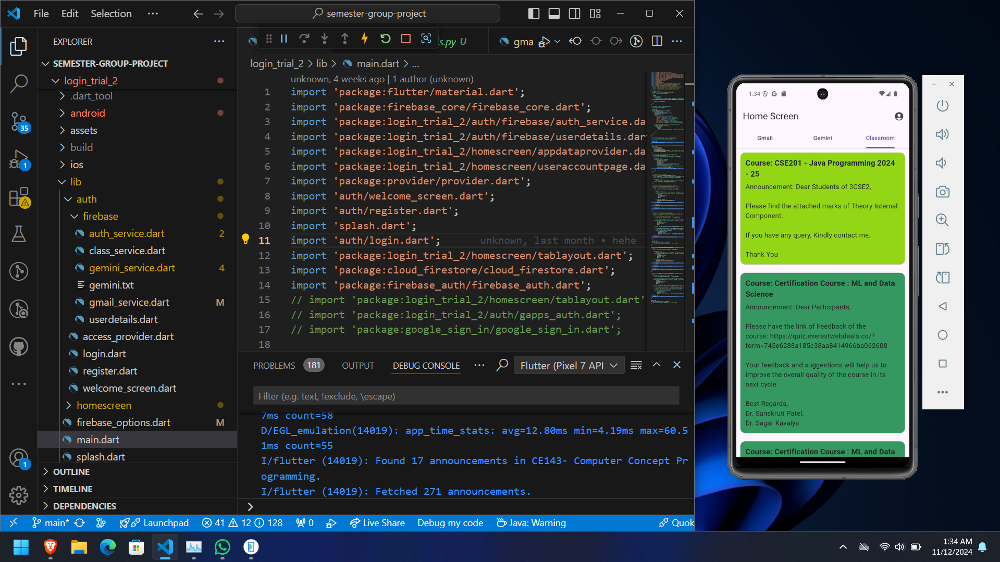 File Edit Selection ···
semester-group-project
EXPLORER
SEMESTER-GROUP-PROJECT
login_trial_2
.dart_tool
android
assets
build
ios
lib
auth
firebase
auth_service.dart 2
class_service.dart
gemini_service.dart 4
gemini.txt
gmail_service.dart M
userdetails.dart
access_provider.dart
login.dart
register.dart
welcome_screen.dart
homescreen
firebase_options.dart M
main.dart
splash.dart
OUTLINE
TIMELINE
DEPENDENCIES
35
1
1
s.py U
gma
login_trial_2 > lib > main.dart > ...
unknown, 4 weeks ago | 1 author (unknown)
1 import 'package:flutter/material.dart';
2 import 'package:firebase_core/firebase_core.dart';
3 import 'package:login_trial_2/auth/firebase/auth_service.da
4 import 'package:login_trial_2/auth/firebase/userdetails.dar
5 import 'package:login_trial_2/homescreen/appdataprovider.da
6 import 'package:login_trial_2/homescreen/useraccountpage.da
7 import 'package:provider/provider.dart';
8 import 'auth/welcome_screen.dart';
9 import 'auth/register.dart';
10 import 'splash.dart';
11 import 'auth/login.dart'; unknown, last month • hehe
12 import 'package:login_trial_2/homescreen/tablayout.dart';
13 import 'package:cloud_firestore/cloud_firestore.dart';
14 import 'package:firebase_auth/firebase_auth.dart';
15 // import 'package:login_trial_2/homescreen/tablayout.dart'
16 // import 'package:login_trial_2/auth/gapps_auth.dart';
17 // import 'package:google_sign_in/google_sign_in.dart';
18
PROBLEMS 181 OUTPUT DEBUG CONSOLE ··· Flutter (Pixel 7 API
Filter (e.g. text, !exclude, \escape)
7ms count=58
D/EGL_emulation(14019): app_time_stats: avg=12.80ms min=4.19ms max=60.5
1ms count=55
I/flutter (14019): Found 17 announcements in CE143- Computer Concept Pr
ogramming.
I/flutter (14019): Fetched 271 announcements.
main* Launchpad 41 12 128 0 Live Share Debug my code Java: Warning Quok
1:34 G
Home Screen
Gmail Gemini Classroom
Course: CSE201 - Java Programming 2024
- 25
Announcement: Dear Students of 3CSE2,
Please find the attached marks of Theory Internal
Component.
If you have any query, Kindly contact me.
Thank You
Course: Certification Course : ML and Data
Science
Announcement: Dear Participants,
Please have the link of Feedback of the
course: https://quiz.everestwebdeals.co/?
form=745e6288a185c38aa8414966ba062608
Your feedback and suggestions will help us to
improve the overall quality of the course in its
next cycle.
Best Regards,
Dr. Sanskruti Patel,
Dr. Sagar Kavaiya
Course: Certification Course : ML and Data
1:34 AM
11/12/2024